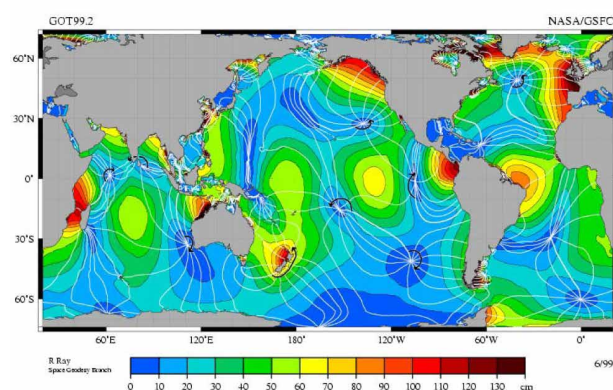 GOT99.2 NASA/GSFC
60˚N
30˚N
0˚
30˚S
60˚S
60˚E 120˚E 180˚ 120˚W 60˚W 0˚
R Ray
Space Geodesy Branch
6/99
0 10 20 30 40 50 60 70 80 90 100 110 120 130 cm